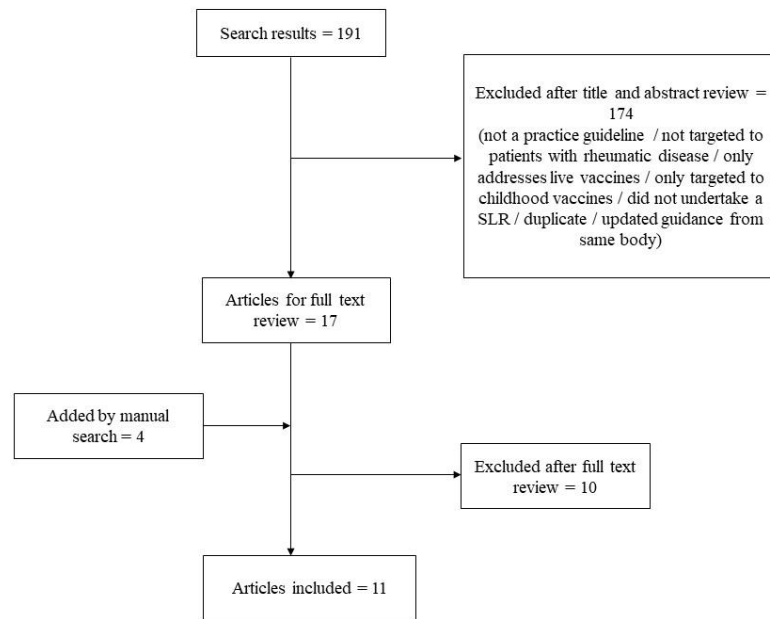 Search results = 191
Excluded after title and abstract review =
174
(not a practice guideline / not targeted to
patients with rheumatic disease / only
addresses live vaccines / only targeted to
childhood vaccines / did not undertake a
SLR / duplicate / updated guidance from
same body)
Articles for full text
review = 17
Added by manual
search = 4
Excluded after full text
review = 10
Articles included = 11